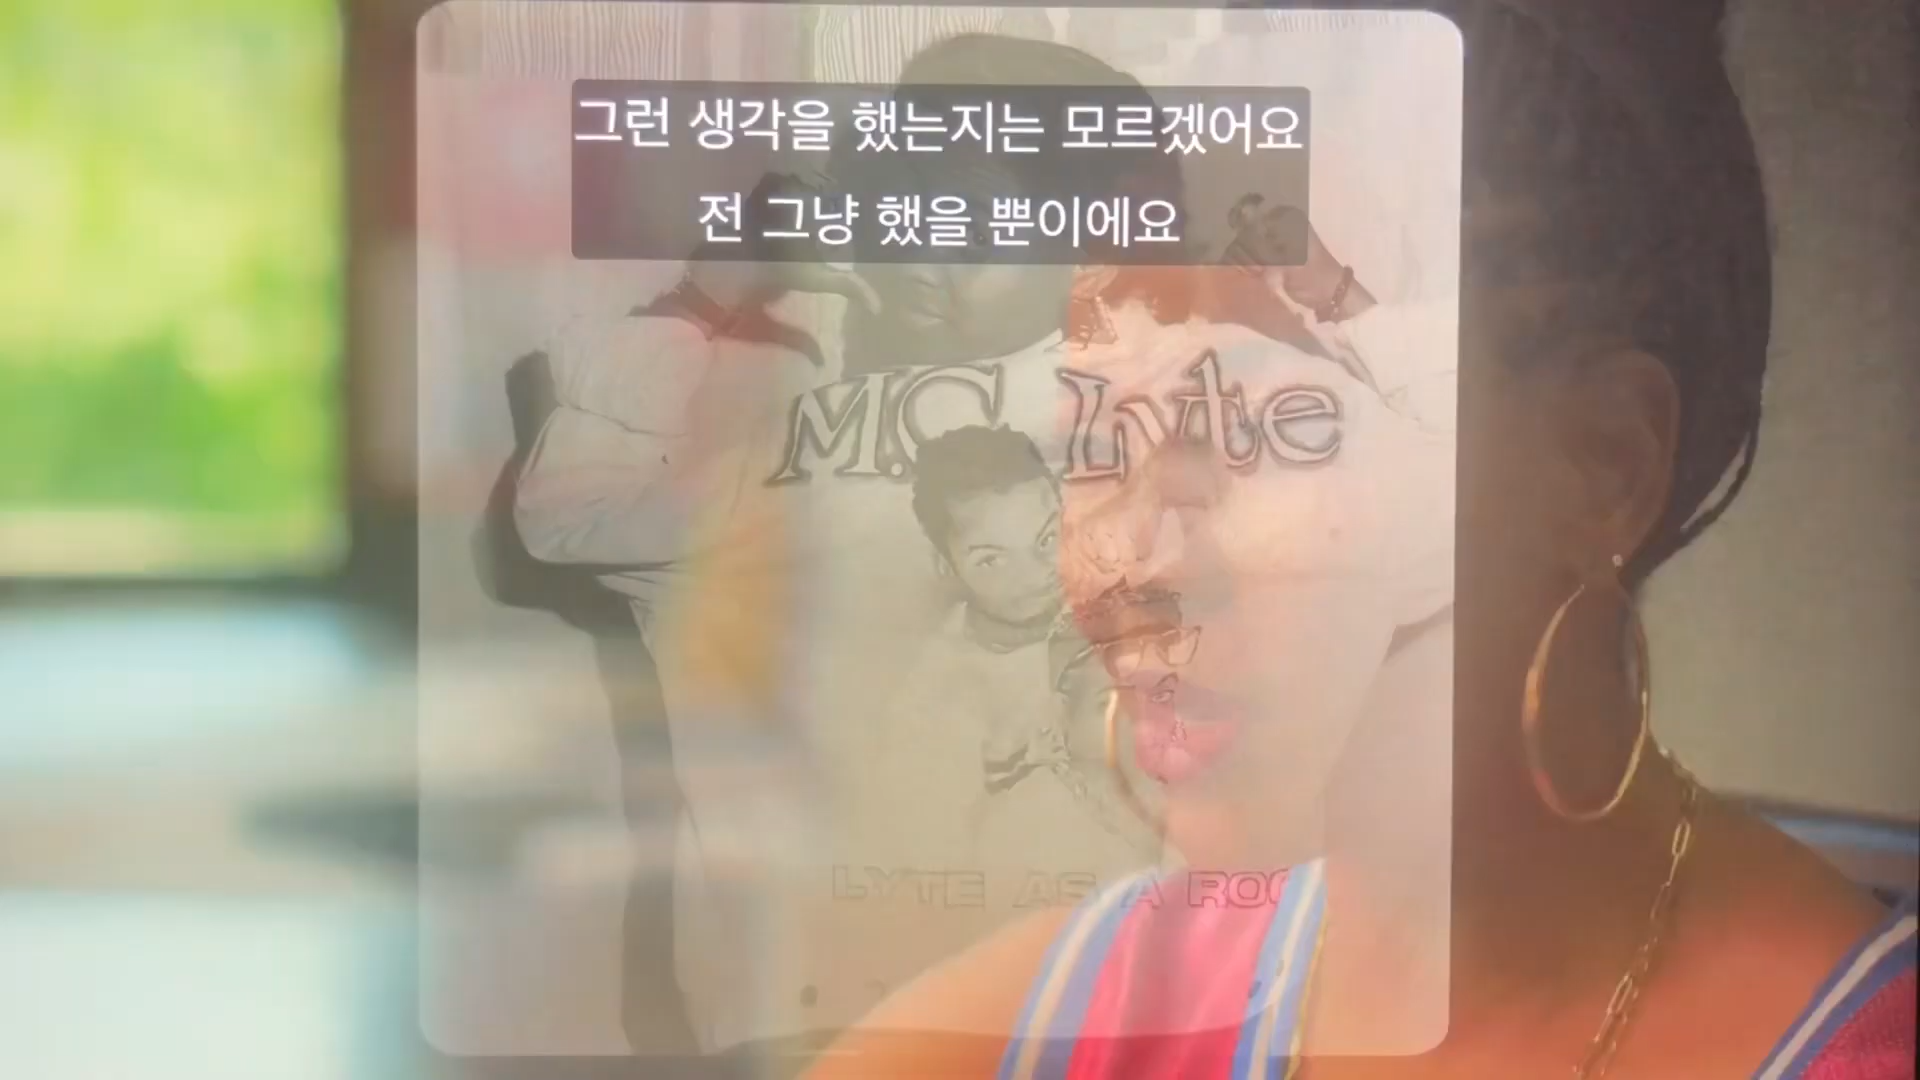 그런 생각을 했는지는 모르겠어요
전 그냥 했을 뿐이에요
M.C. Lyte
LYTE AS A